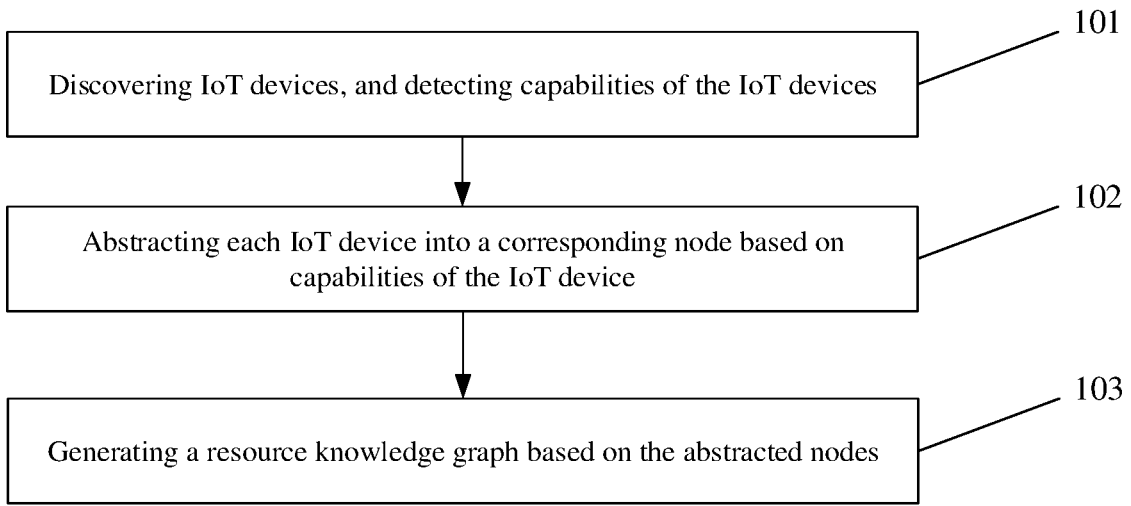 101
Discovering IoT devices, and detecting capabilities of the IoT devices
102
Abstracting each IoT device into a corresponding node based on
capabilities of the IoT device
103
Generating a resource knowledge graph based on the abstracted nodes